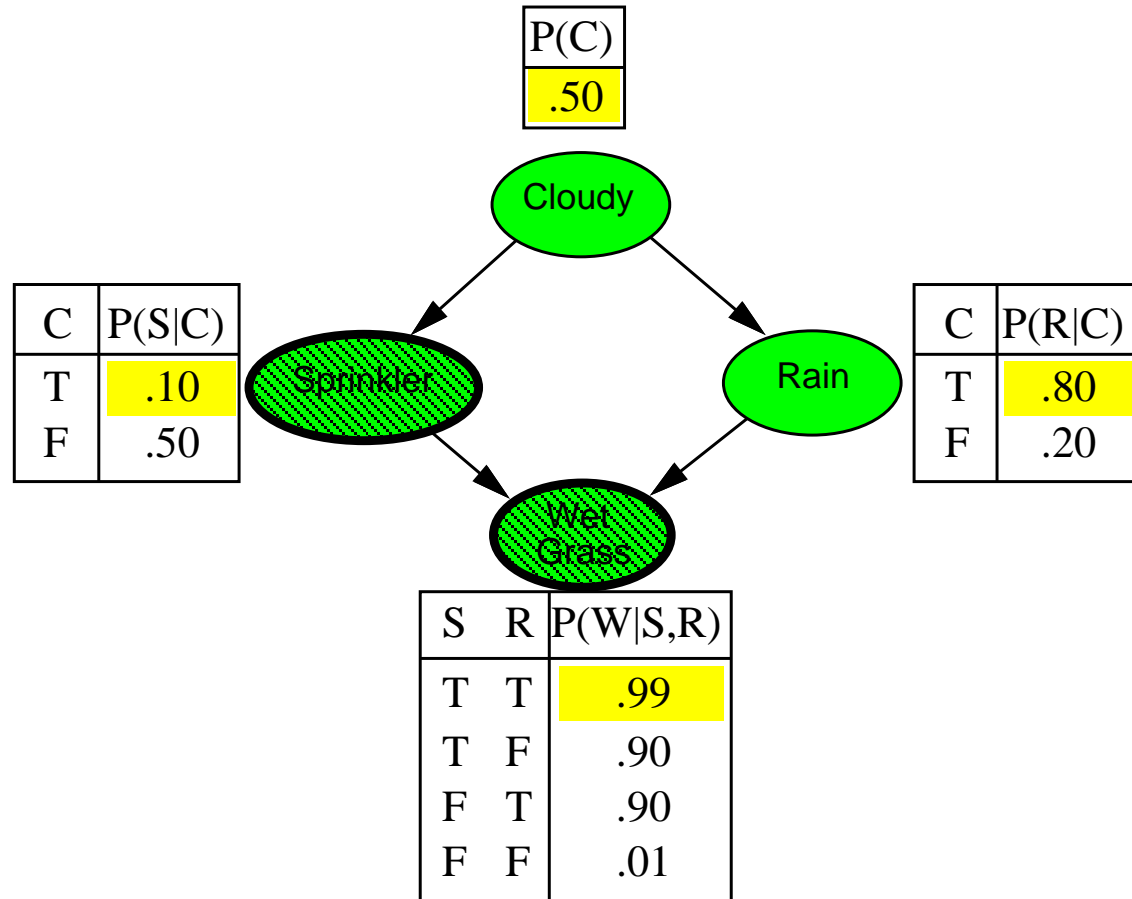 P(C)
.50
Cloudy
C P(S|C)
T .10
F .50
Sprinkler
Rain
C P(R|C)
T .80
F .20
Wet
Grass
S R P(W|S,R)
T T .99
T F .90
F T .90
F F .01